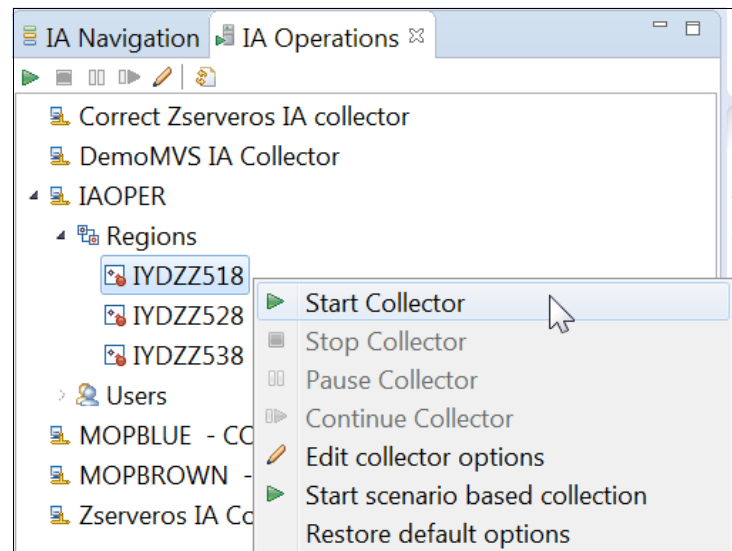 IA Navigation IA Operations
Correct Zserveros IA collector
DemoMVS IA Collector
IAOPER
Regions
IYDZZ518
IYDZZ528
IYDZZ538
Users
MOPBLUE - CC
MOPBROWN -
Zserveros IA Co
Start Collector
Stop Collector
Pause Collector
Continue Collector
Edit collector options
Start scenario based collection
Restore default options